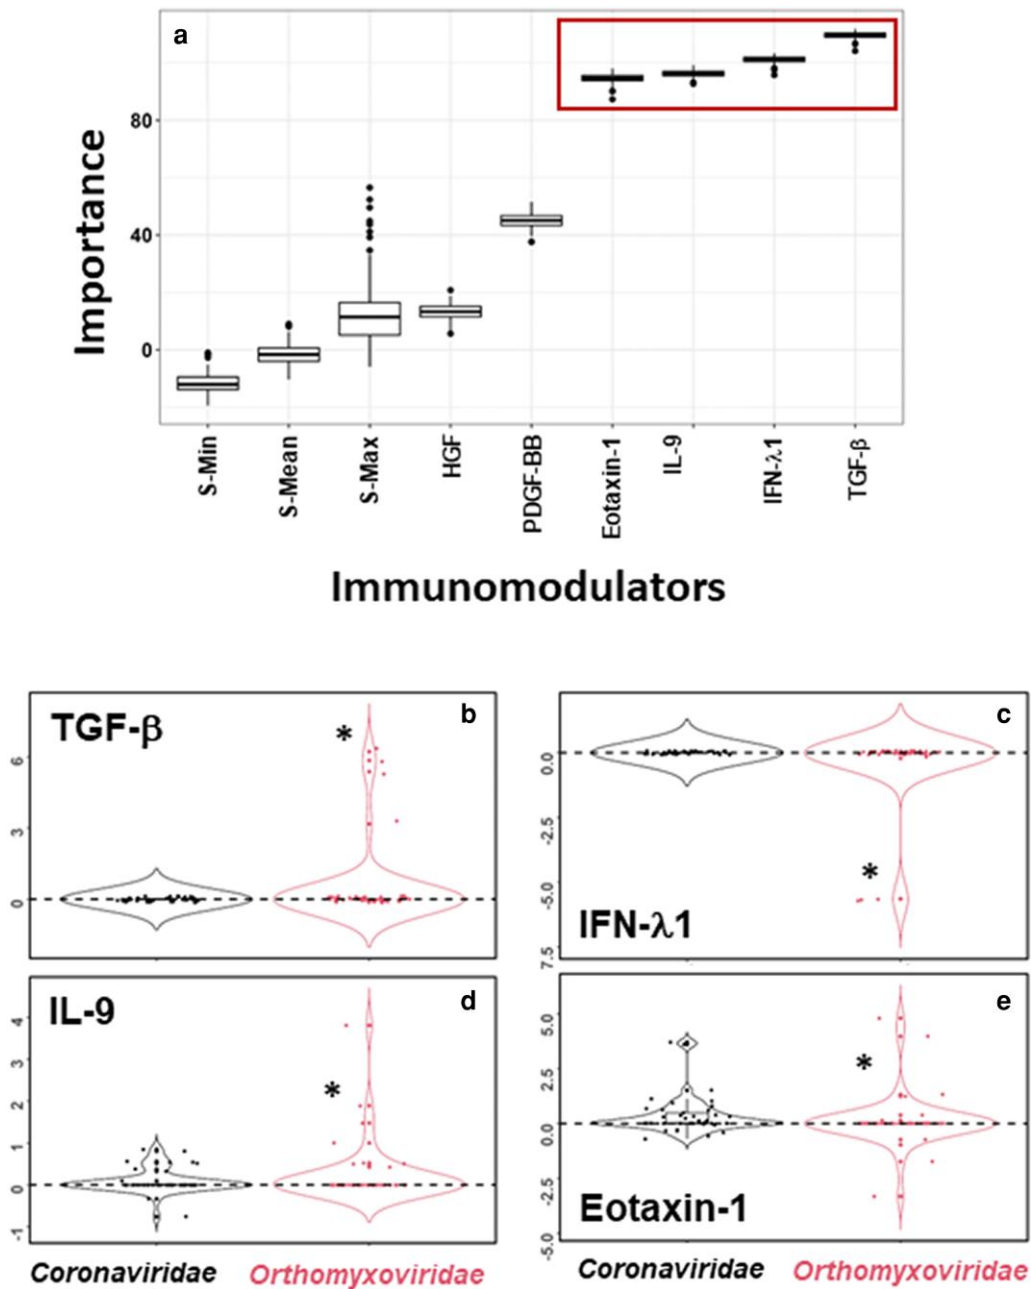 a
Importance
80
40
0
S-Min
S-Mean
S-Max
HGF
PDGF-BB
Eotaxin-1
IL-9
IFN-λ1
TGF-β
Immunomodulators
TGF-β
b
*
6
3
0
c
0.0
-2.5
-5.0
7.5
*
IFN-λ1
IL-9
d
*
4
3
2
1
0
-1
e
*
5.0
2.5
0.0
-2.5
-5.0
Eotaxin-1
Coronaviridae
Orthomyxoviridae
Coronaviridae
Orthomyxoviridae